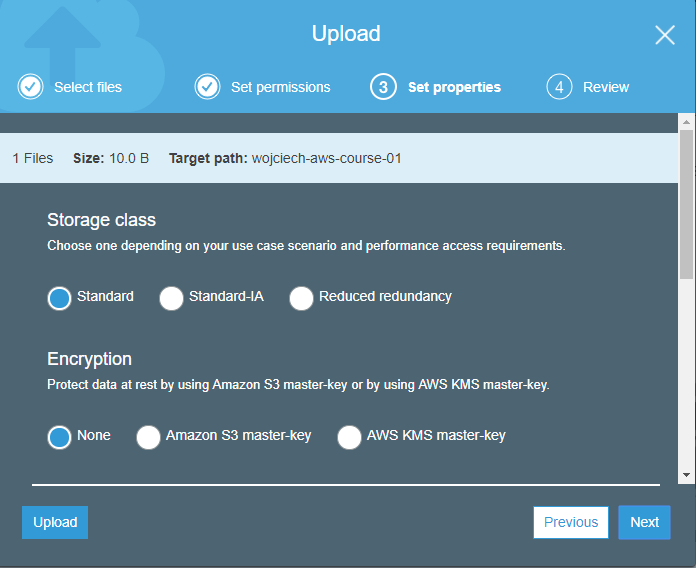 Upload
Select files
Set permissions
3 Set properties
4 Review
1 Files Size: 10.0 B Target path: wojciech-aws-course-01
Storage class
Choose one depending on your use case scenario and performance access requirements.
Standard Standard-IA Reduced redundancy
Encryption
Protect data at rest by using Amazon S3 master-key or by using AWS KMS master-key.
None Amazon S3 master-key AWS KMS master-key
Upload Previous Next